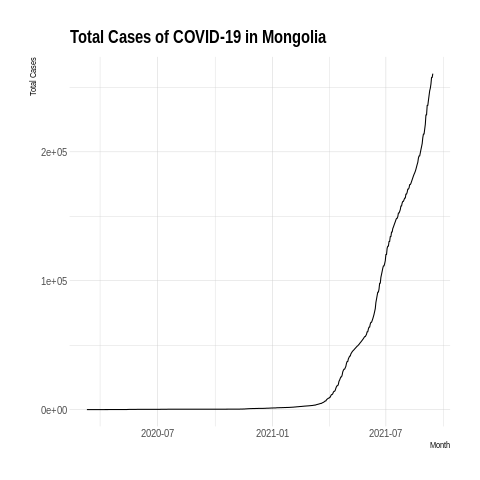 Total Cases of COVID-19 in Mongolia
Total Cases
2e+05
1e+05
0e+00
2020-07 2021-01 2021-07
Month